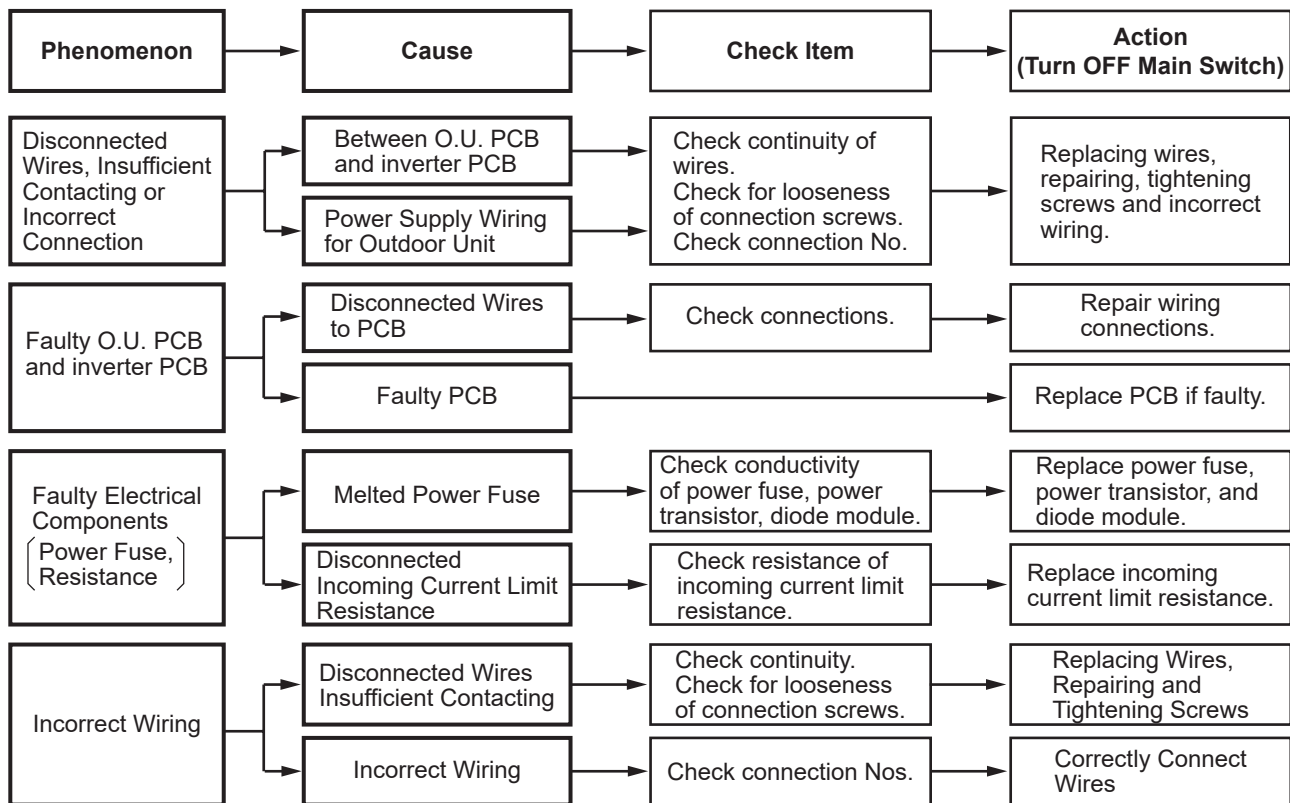 Phenomenon
Cause
Check Item
Action
(Turn OFF Main Switch)
Disconnected
Wires, Insufficient
Contacting or
Incorrect
Connection
Between O.U. PCB
and inverter PCB
Power Supply Wiring
for Outdoor Unit
Check continuity of
wires.
Check for looseness
of connection screws.
Check connection No.
Replacing wires,
repairing, tightening
screws and incorrect
wiring.
Faulty O.U. PCB
and inverter PCB
Disconnected Wires
to PCB
Check connections.
Repair wiring
connections.
Faulty PCB
Replace PCB if faulty.
Faulty Electrical
Components
(Power Fuse,
Resistance)
Melted Power Fuse
Check conductivity
of power fuse, power
transistor, diode module.
Replace power fuse,
power transistor, and
diode module.
Disconnected
Incoming Current Limit
Resistance
Check resistance of
incoming current limit
resistance.
Replace incoming
current limit resistance.
Incorrect Wiring
Disconnected Wires
Insufficient Contacting
Check continuity.
Check for looseness
of connection screws.
Replacing Wires,
Repairing and
Tightening Screws
Incorrect Wiring
Check connection Nos.
Correctly Connect
Wires